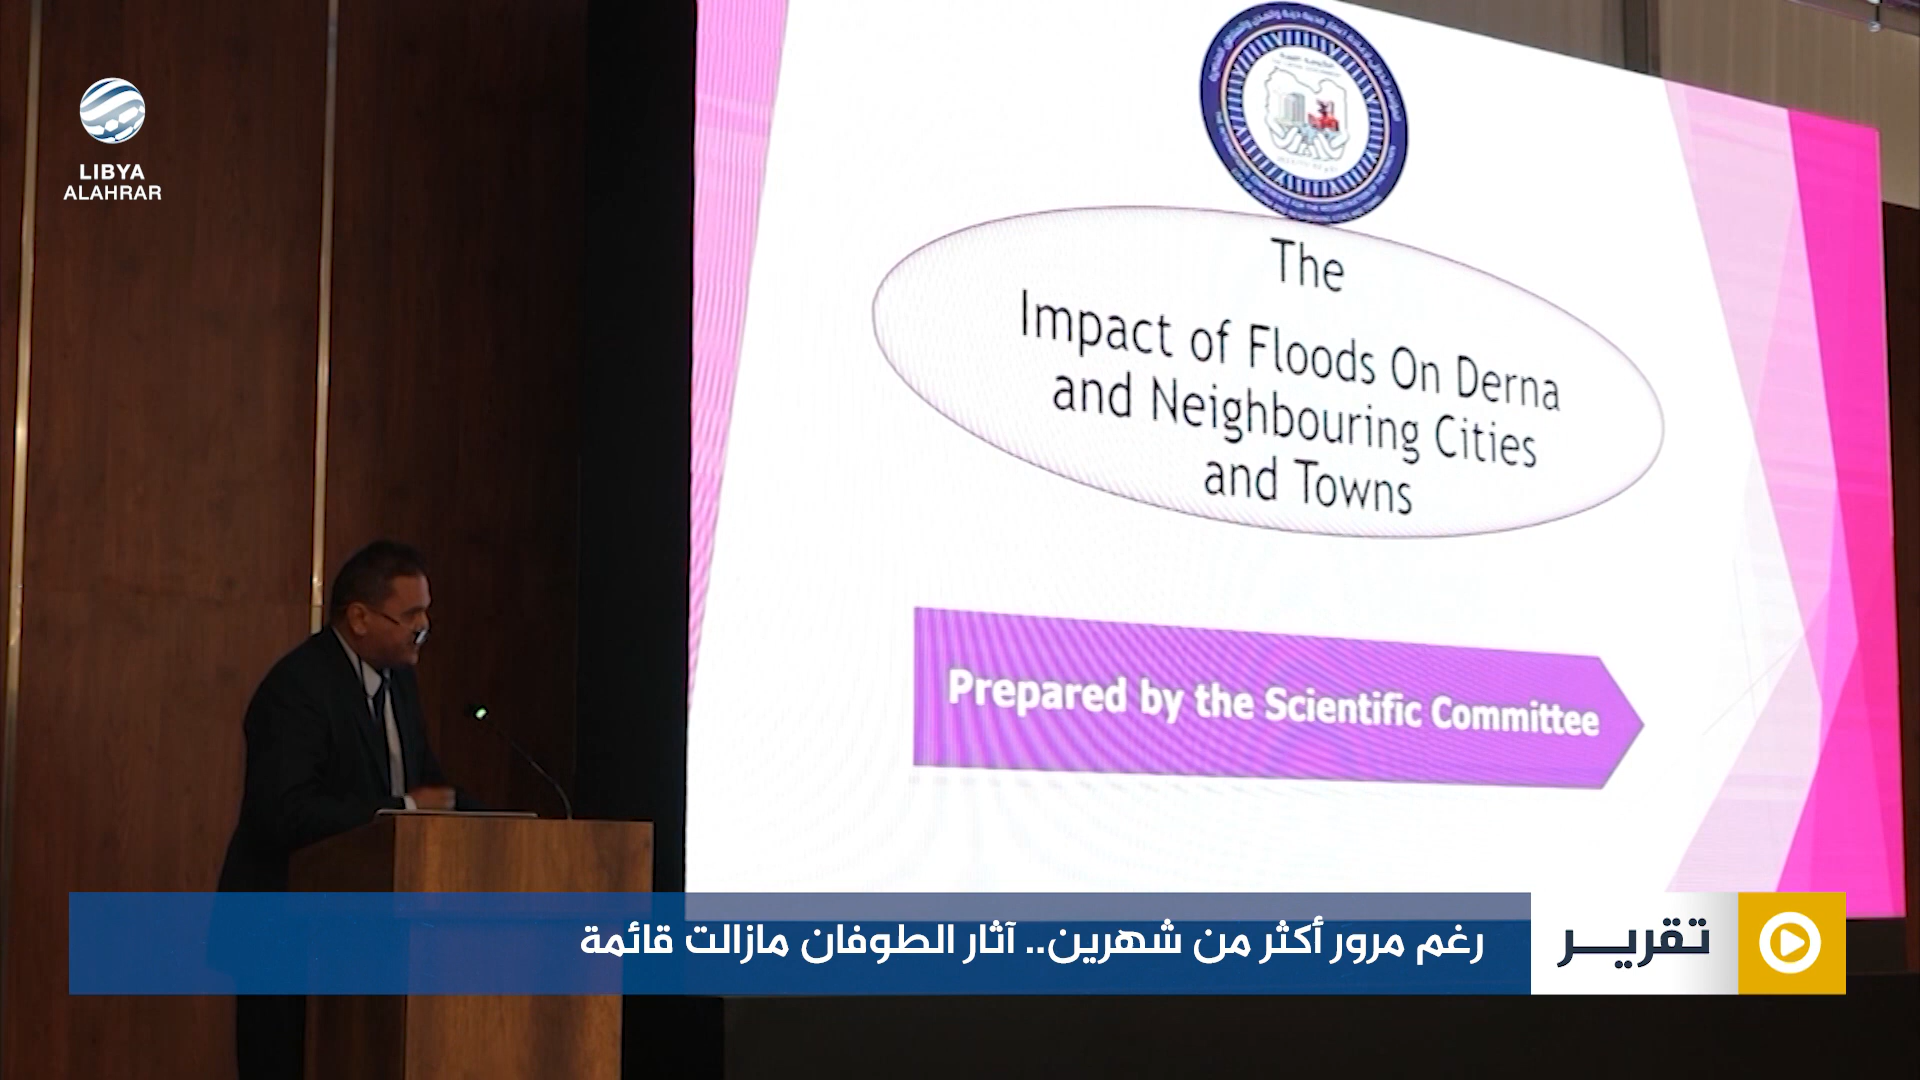 LIBYA
ALAHRAR
The
Impact of Floods On Derna
and Neighbouring Cities
and Towns
Prepared by the Scientific Committee
تقرير
رغم مرور أكثر من شهرين.. آثار الطوفان مازالت قائمة